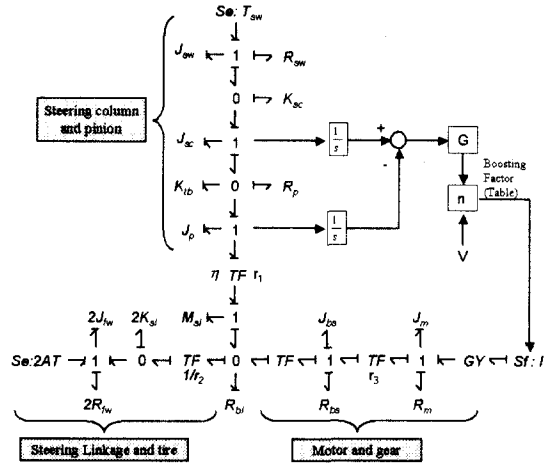 Se: T_sw
J_sw 1 R_sw
0 K_sc
Steering column
and pinion
J_sc 1 1/s + G
-
Boosting
Factor
(Table)
K_tb 0 R_p
n
J_p 1 1/s
V
η TF r_1
2J_fw 2K_sl M_sl 1 J_bs J_m
Se:2AT 1 0 TF 0 TF 1 TF 1 GY Sf: I
1/r_2 r_3
2R_fw R_bl R_bs R_m
Steering Linkage and tire
Motor and gear